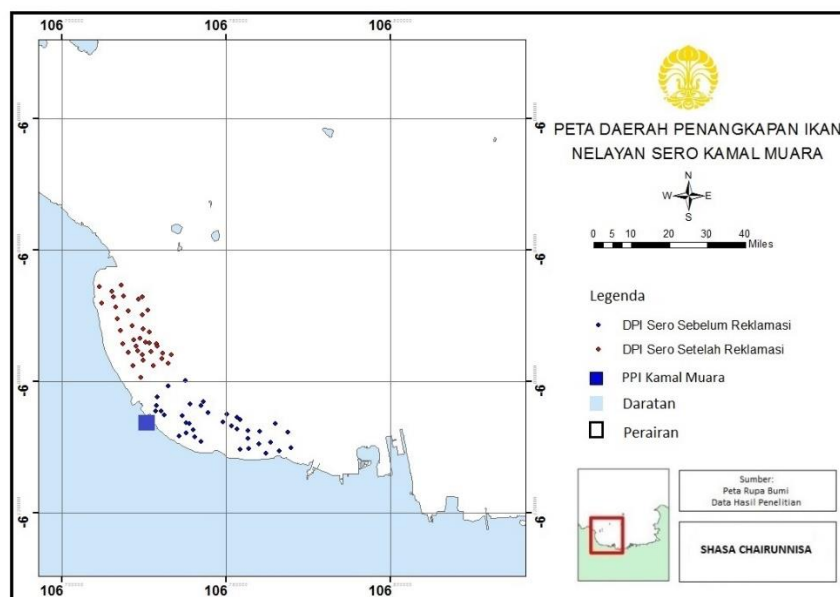 106 106 106
PETA DAERAH PENANGKAPAN IKAN
NELAYAN SERO KAMAL MUARA
N
W E
S
0 5 10 20 30 40
Miles
Legenda
DPI Sero Sebelum Reklamasi
DPI Sero Setelah Reklamasi
PPI Kamal Muara
Daratan
Perairan
Sumber:
Peta Rupa Bumi
Data Hasil Penelitian
SHASA CHAIRUNNISA
-6 -6
-6 -6
-6 -6
-6 -6
106 106 106